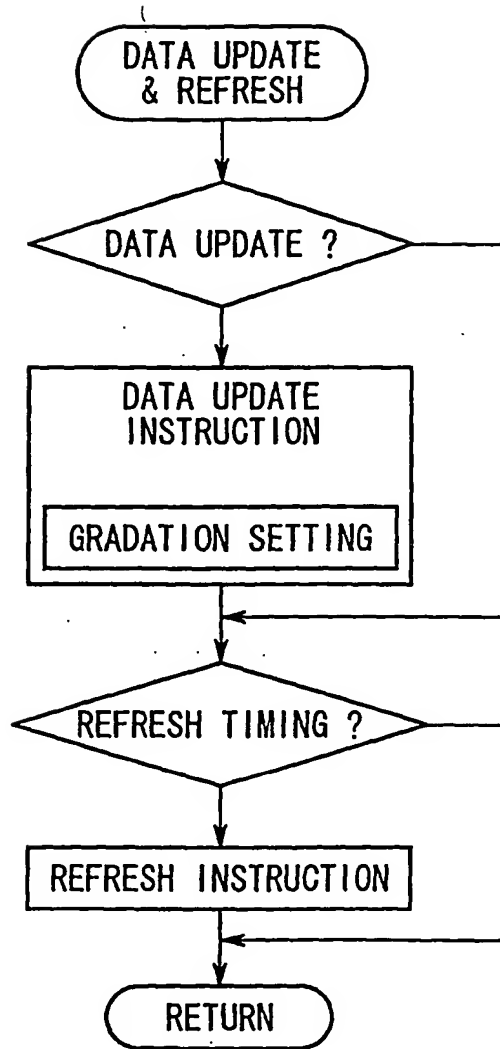 DATA UPDATE
& REFRESH
DATA UPDATE ?
DATA UPDATE
INSTRUCTION
GRADATION SETTING
REFRESH TIMING ?
REFRESH INSTRUCTION
RETURN